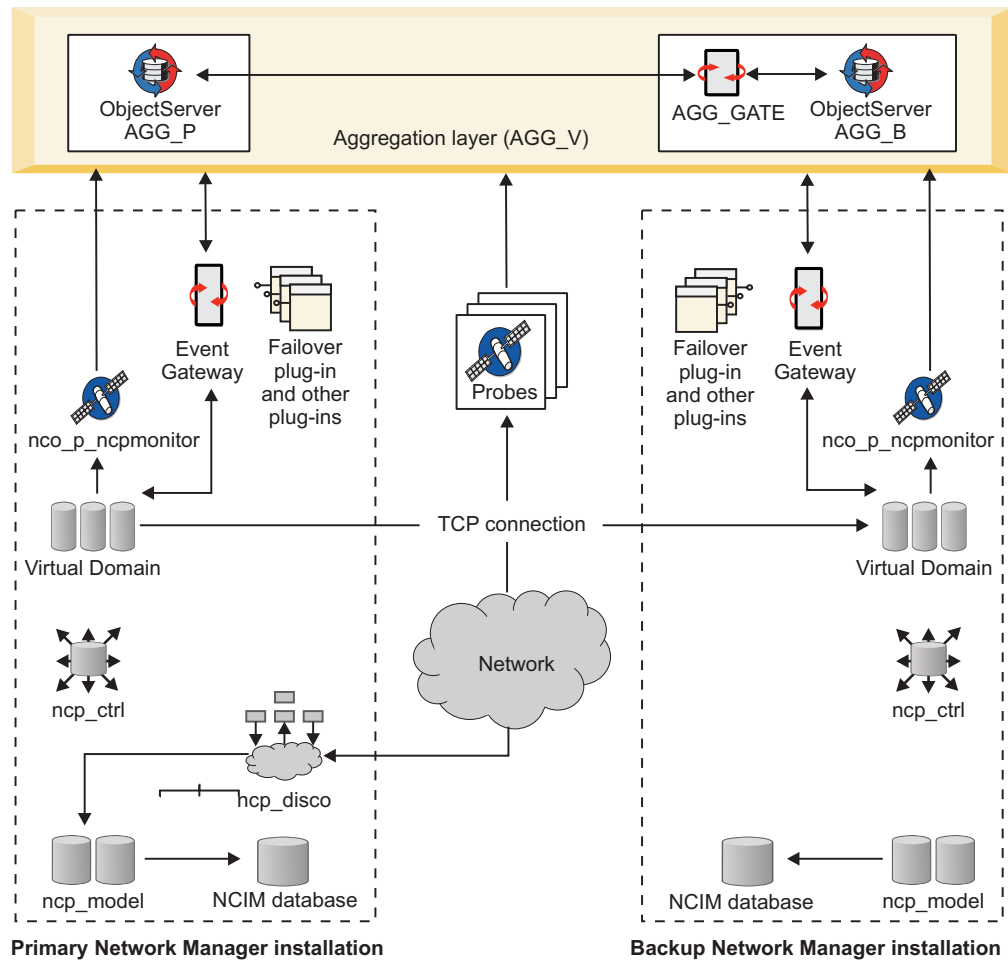 ObjectServer
AGG_P
AGG_GATE
ObjectServer
AGG_B
Aggregation layer (AGG_V)
Event
Gateway
Failover
plug-in
and other
plug-ins
nco_p_ncpmonitor
Probes
Failover
plug-in
and other
plug-ins
Event
Gateway
nco_p_ncpmonitor
Virtual Domain
TCP connection
Virtual Domain
Network
ncp_ctrl
ncp_ctrl
ncp_disco
ncp_model
NCIM database
NCIM database
ncp_model
Primary Network Manager installation
Backup Network Manager installation